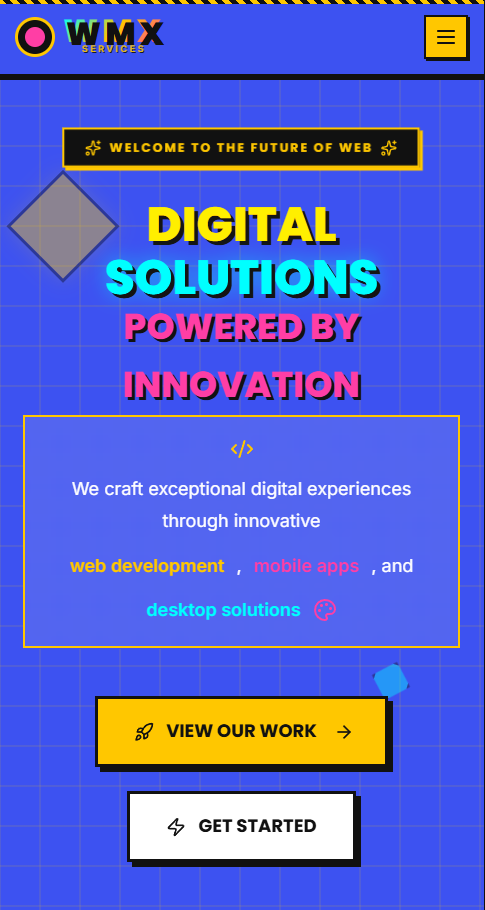 WMX
SERVICES
WELCOME TO THE FUTURE OF WEB
DIGITAL
SOLUTIONS
POWERED BY
INNOVATION
</>
We craft exceptional digital experiences
through innovative
web development , mobile apps , and
desktop solutions
VIEW OUR WORK
GET STARTED